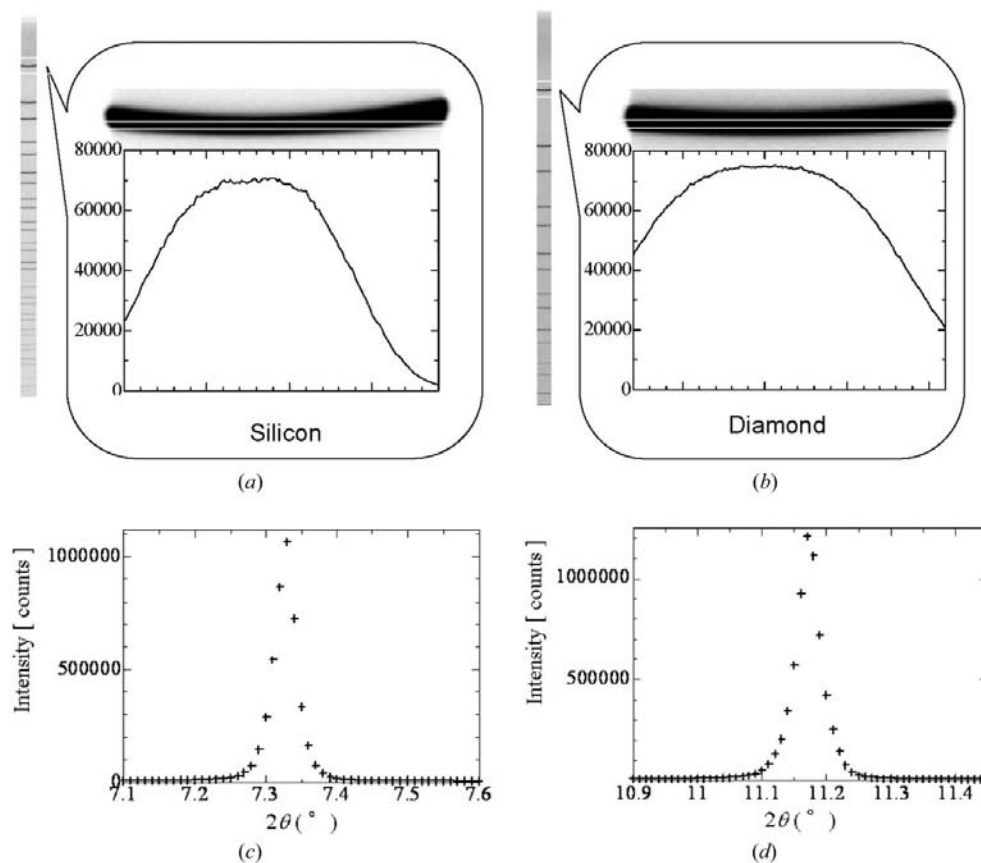 80000
60000
40000
20000
0
Silicon
(a)
80000
60000
40000
20000
0
Diamond
(b)
Intensity [ counts ]
1000000
500000
0
7.1 7.2 7.3 7.4 7.5 7.6
2θ ( ° )
(c)
Intensity [ counts ]
1000000
500000
10.9 11 11.1 11.2 11.3 11.4
2θ ( ° )
(d)